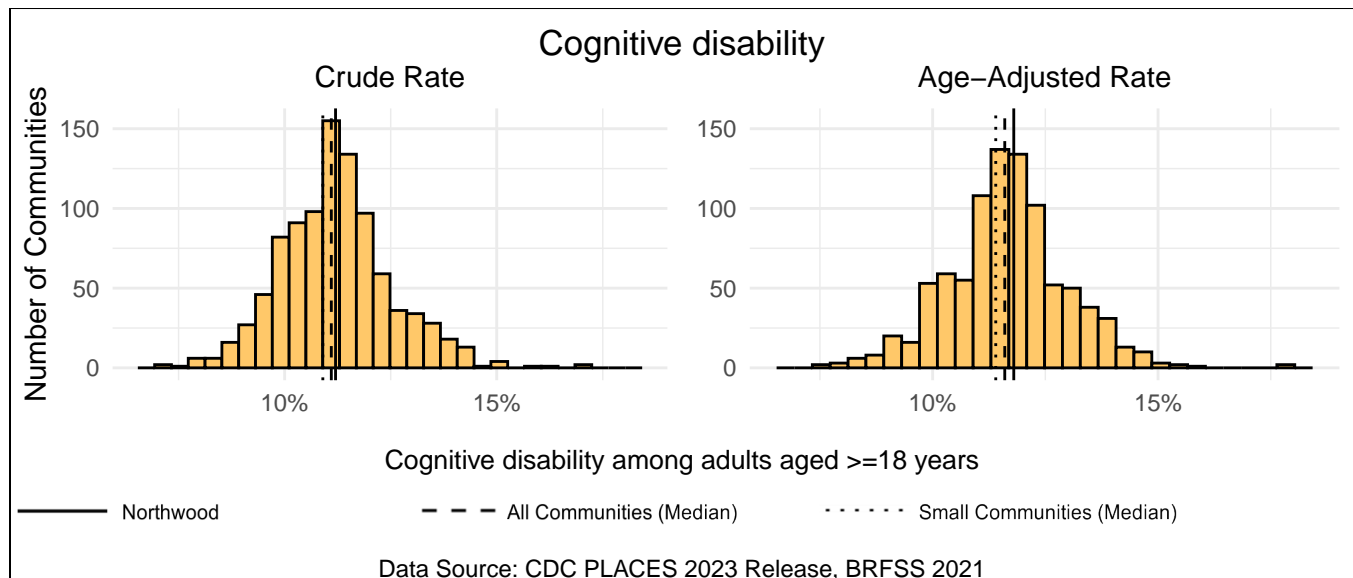 Cognitive disability
Crude Rate
Age−Adjusted Rate
Number of Communities
150
100
50
0
10%
15%
150
100
50
0
10%
15%
Cognitive disability among adults aged >=18 years
Northwood
All Communities (Median)
Small Communities (Median)
Data Source: CDC PLACES 2023 Release, BRFSS 2021